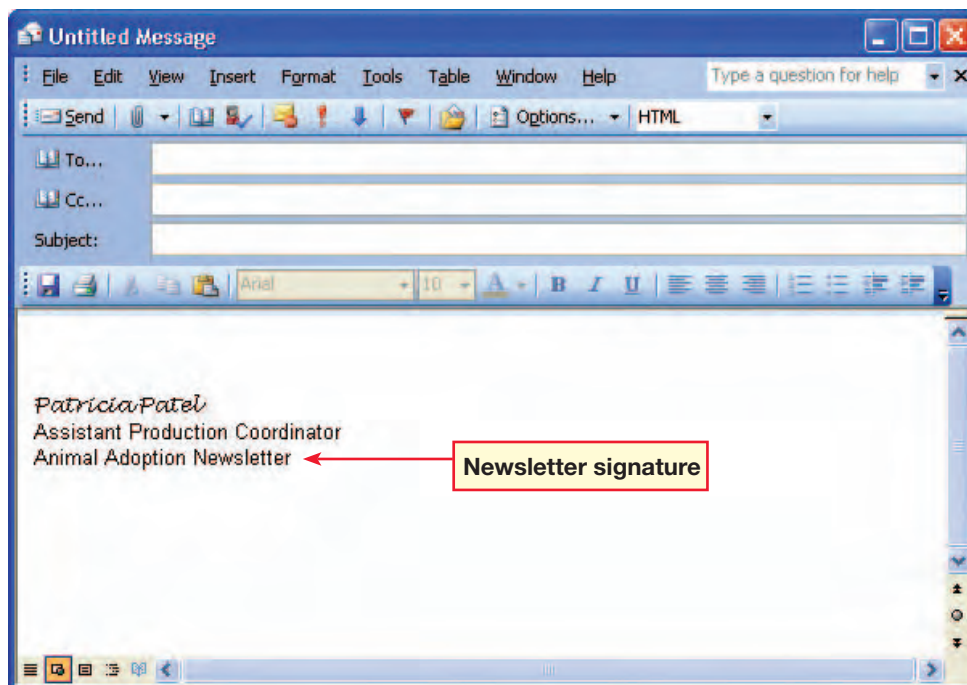 Untitled Message
File Edit View Insert Format Tools Table Window Help Type a question for help
Send Options... HTML
To...
Cc...
Subject:
Arial 10 A B I U
Patricia Patel
Assistant Production Coordinator
Animal Adoption Newsletter
Newsletter signature